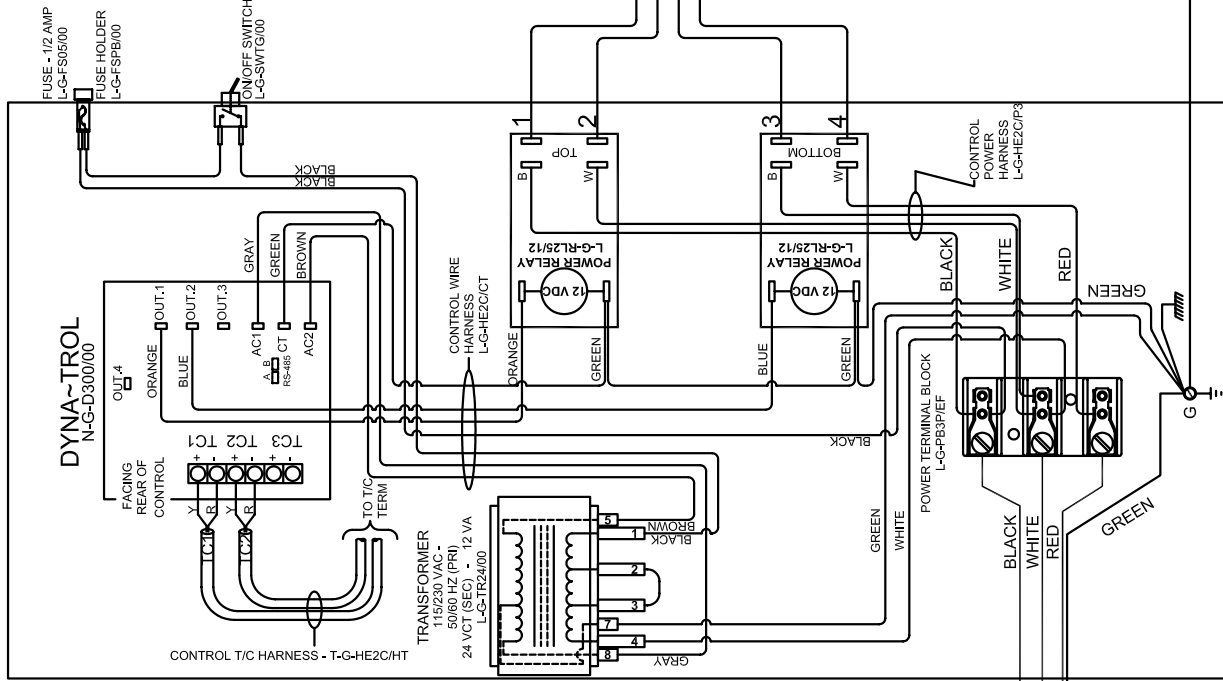 FUSE - 1/2 AMP
L-G-FS05/00
FUSE HOLDER
L-G-FSPB/00
ON/OFF SWITCH
L-G-SWTG/00
BLACK
BLACK
1
2
TOP
B
W
POWER RELAY
L-G-RL25/12
12 VDC
3
4
BOTTOM
B
W
POWER RELAY
L-G-RL25/12
12 VDC
CONTROL
POWER
HARNESS
L-G-HE2C/P3
DYNA~TROL
N-G-D300/00
OUT.4
OUT.1
OUT.2
OUT.3
GRAY
GREEN
BROWN
AC1
CT
AC2
A B
RS-485
ORANGE
BLUE
TC1
TC2
TC3
+
-
+
-
+
-
FACING
REAR OF
CONTROL
Y
R
Y
R
TC1
TC2
TO T/C
TERM
CONTROL T/C HARNESS - T-G-HE2C/HT
CONTROL WIRE
HARNESS
L-G-HE2C/CT
ORANGE
GREEN
BLUE
GREEN
BLACK
BLACK
WHITE
RED
GREEN
TRANSFORMER
115/230 VAC -
50/60 HZ (PRI)
24 VCT (SEC) - 12 VA
L-G-TR24/00
5
1
2
3
7
4
8
BROWN
BLACK
GRAY
GREEN
WHITE
POWER TERMINAL BLOCK
L-G-PB3P/EF
G
BLACK
WHITE
RED
GREEN